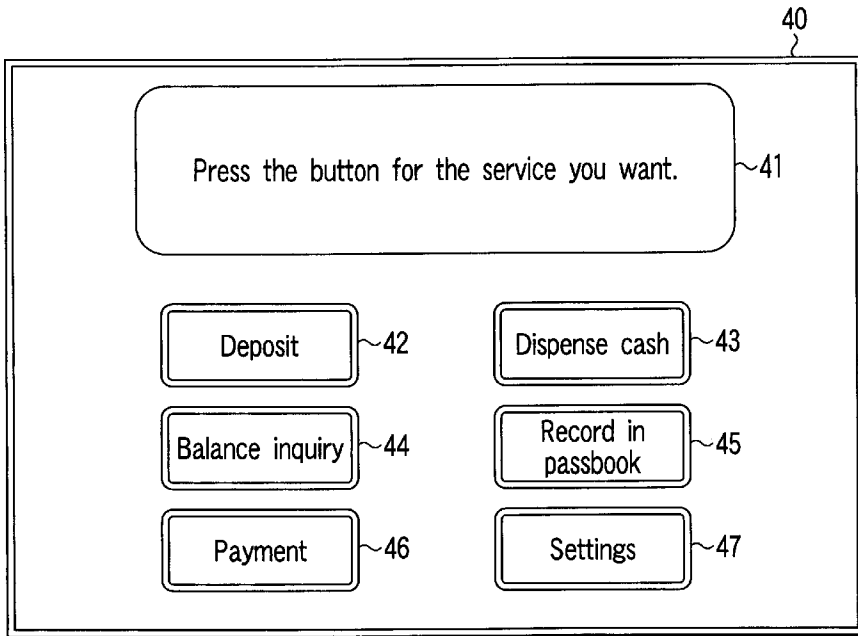 40
Press the button for the service you want.
41
Deposit
42
Dispense cash
43
Balance inquiry
44
Record in
passbook
45
Payment
46
Settings
47